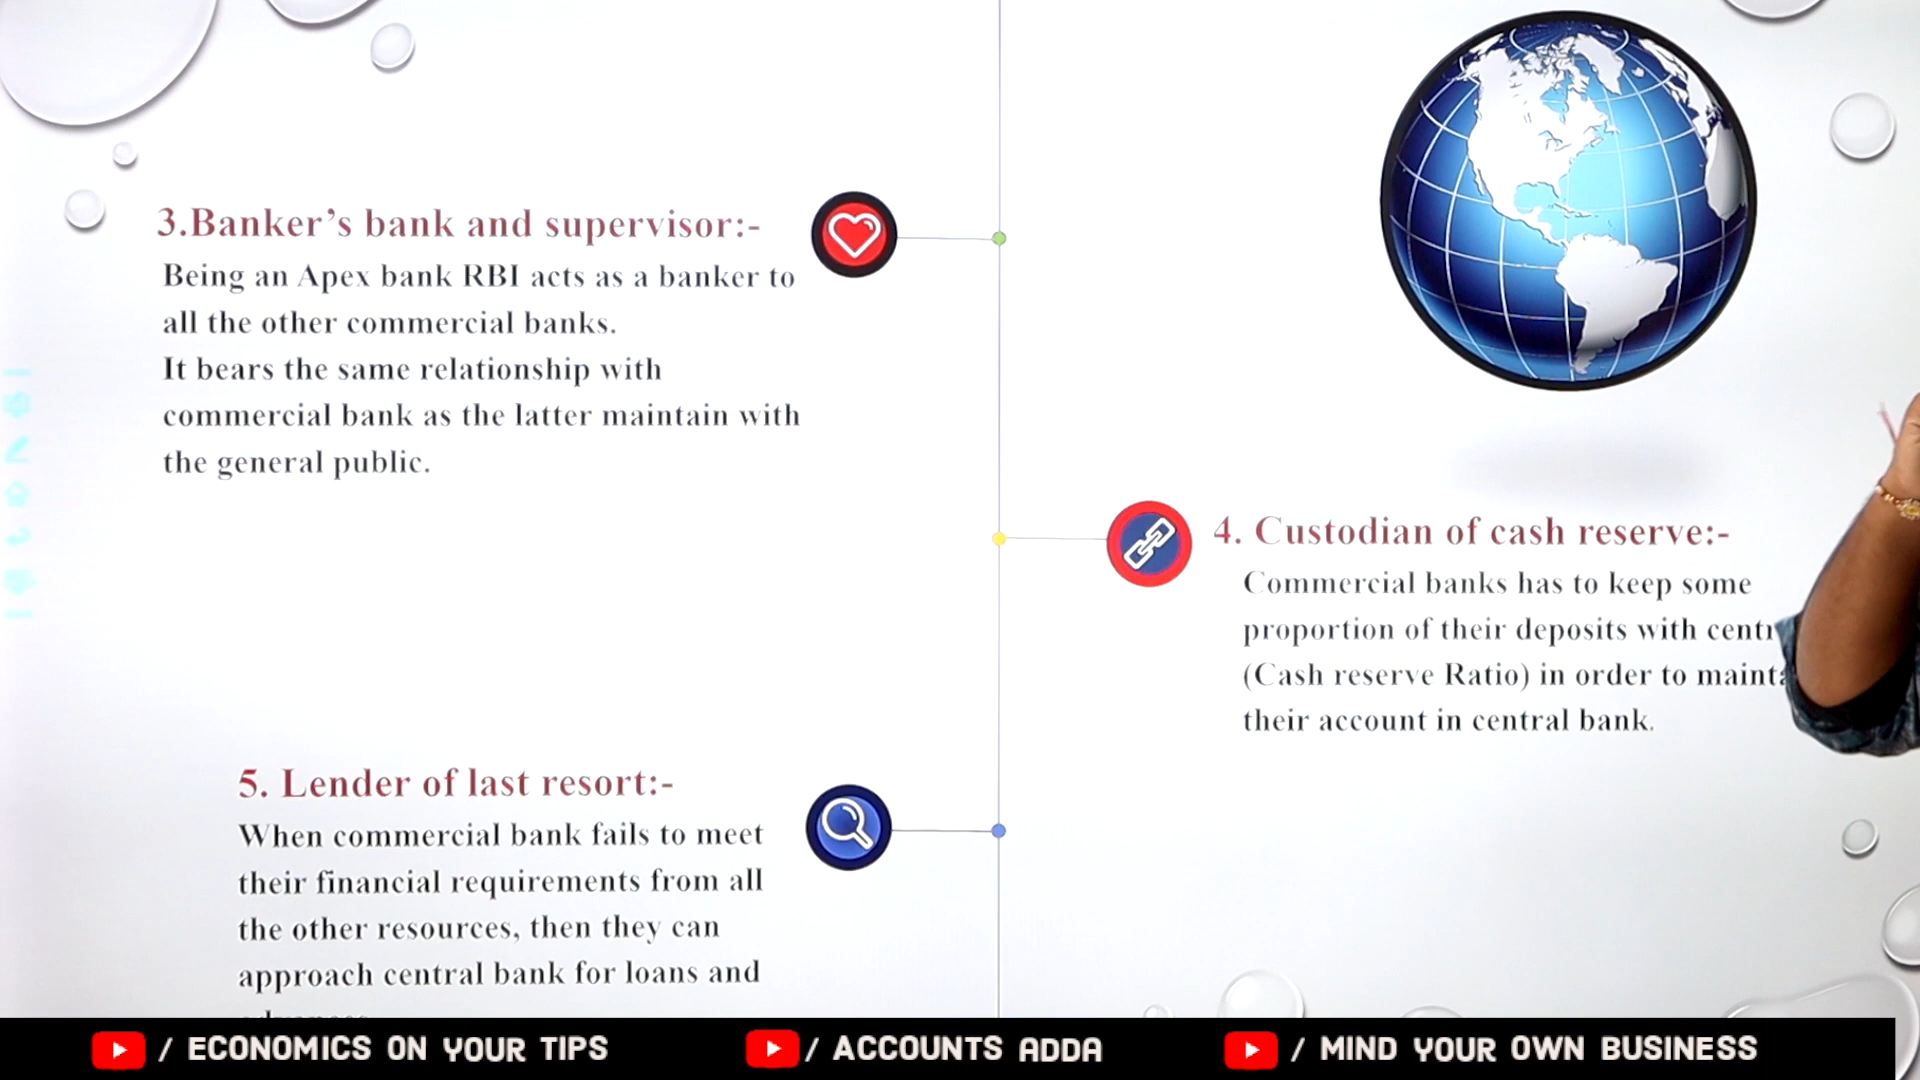 3.Banker’s bank and supervisor:-
Being an Apex bank RBI acts as a banker to
all the other commercial banks.
It bears the same relationship with
commercial bank as the latter maintain with
the general public.
4. Custodian of cash reserve:-
Commercial banks has to keep some
proportion of their deposits with
(Cash reserve Ratio) in order to
their account in central bank.
5. Lender of last resort:-
When commercial bank fails to meet
their financial requirements from all
the other resources, then they can
approach central bank for loans and
/ ECONOMICS ON YOUR TIPS
/ ACCOUNTS ADDA
/ MIND YOUR OWN BUSINESS